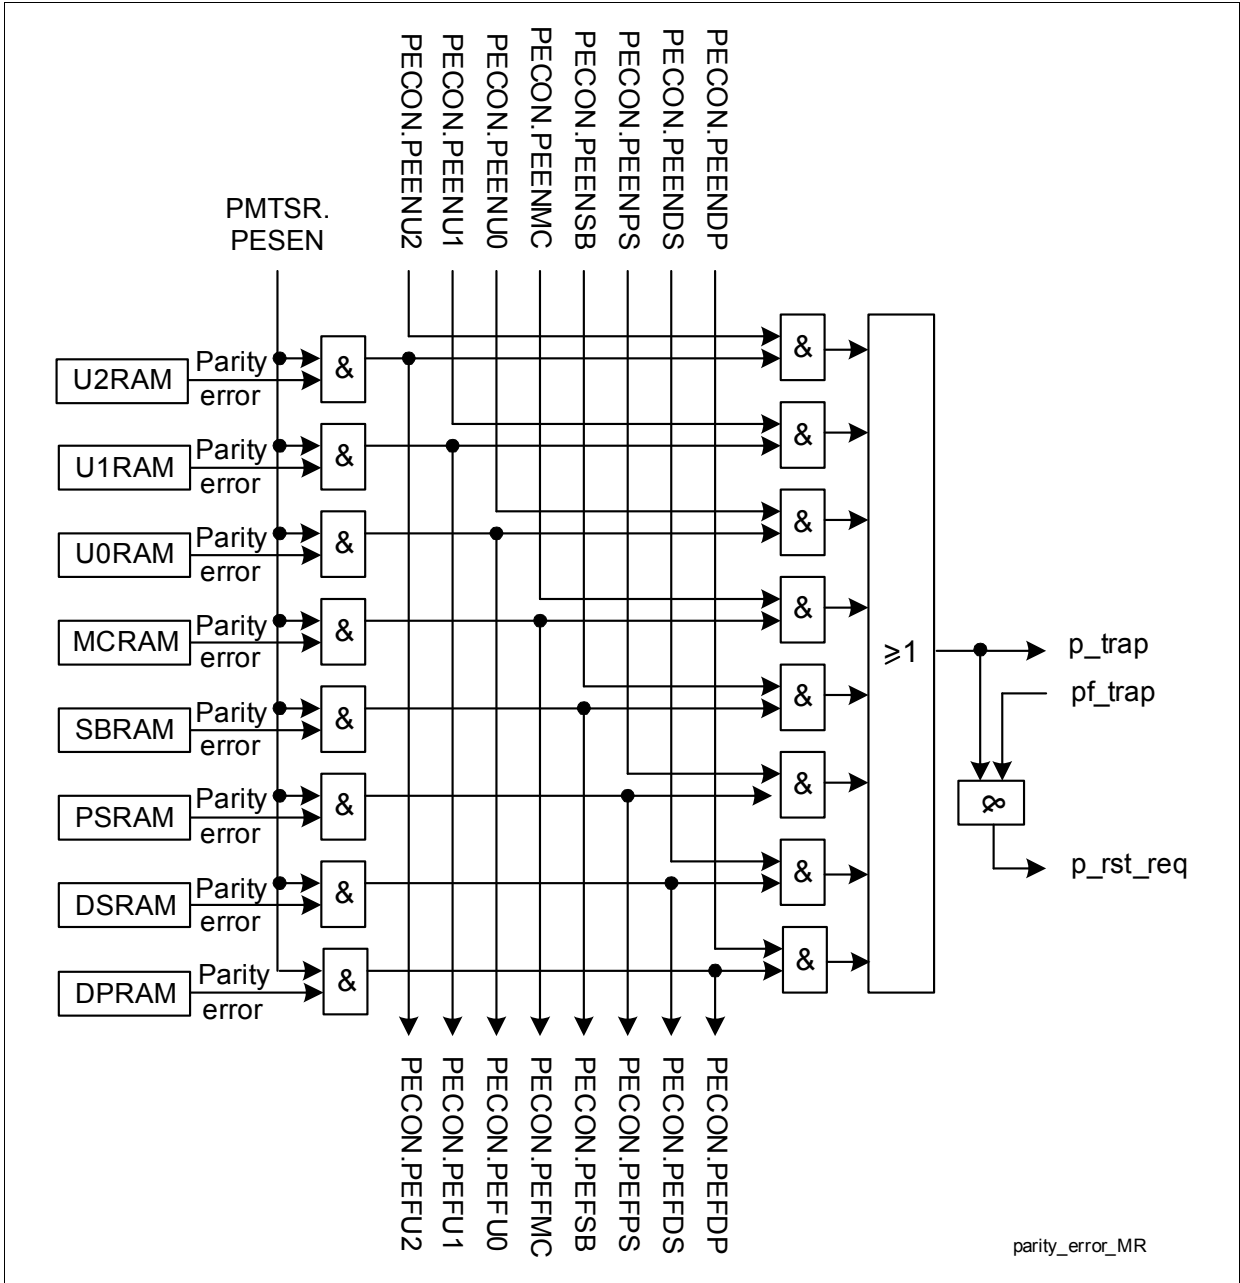 PECON.PEENU2
PECON.PEENU1
PECON.PEENU0
PECON.PEENMC
PECON.PEENSB
PECON.PEENPS
PECON.PEENDS
PECON.PEENDP
PMTSR.
PESEN
U2RAM
Parity
error
&
&
U1RAM
Parity
error
&
&
U0RAM
Parity
error
&
&
MCRAM
Parity
error
&
&
SBRAM
Parity
error
&
&
PSRAM
Parity
error
&
&
DSRAM
Parity
error
&
&
DPRAM
Parity
error
&
&
⩾1
p_trap
pf_trap
&
p_rst_req
PECON.PEFU2
PECON.PEFU1
PECON.PEFU0
PECON.PEFMC
PECON.PEFSB
PECON.PEFPS
PECON.PEFDS
PECON.PEFDP
parity_error_MR